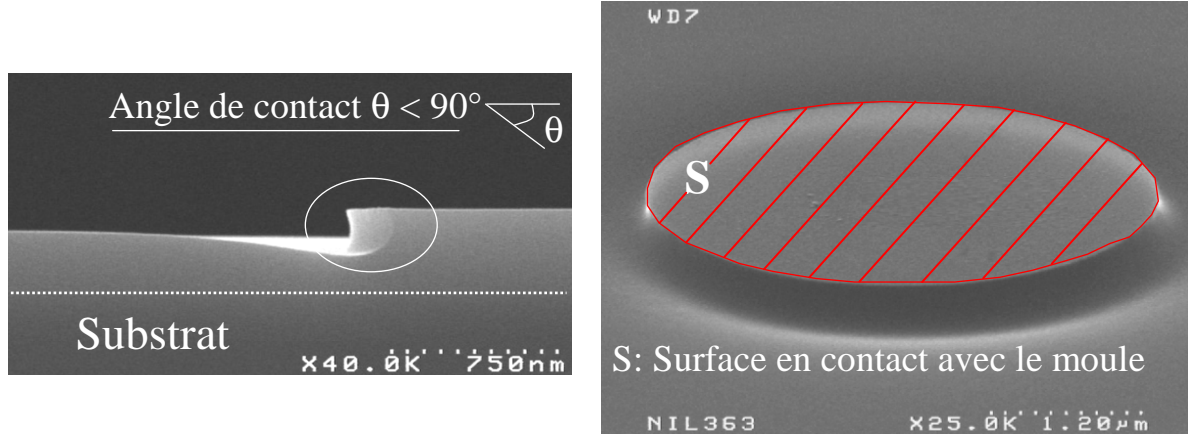 Angle de contact θ < 90°
θ
Substrat
X40.0K 750nm
WD7
S
S: Surface en contact avec le moule
NIL363 X25.0K 1.20µm